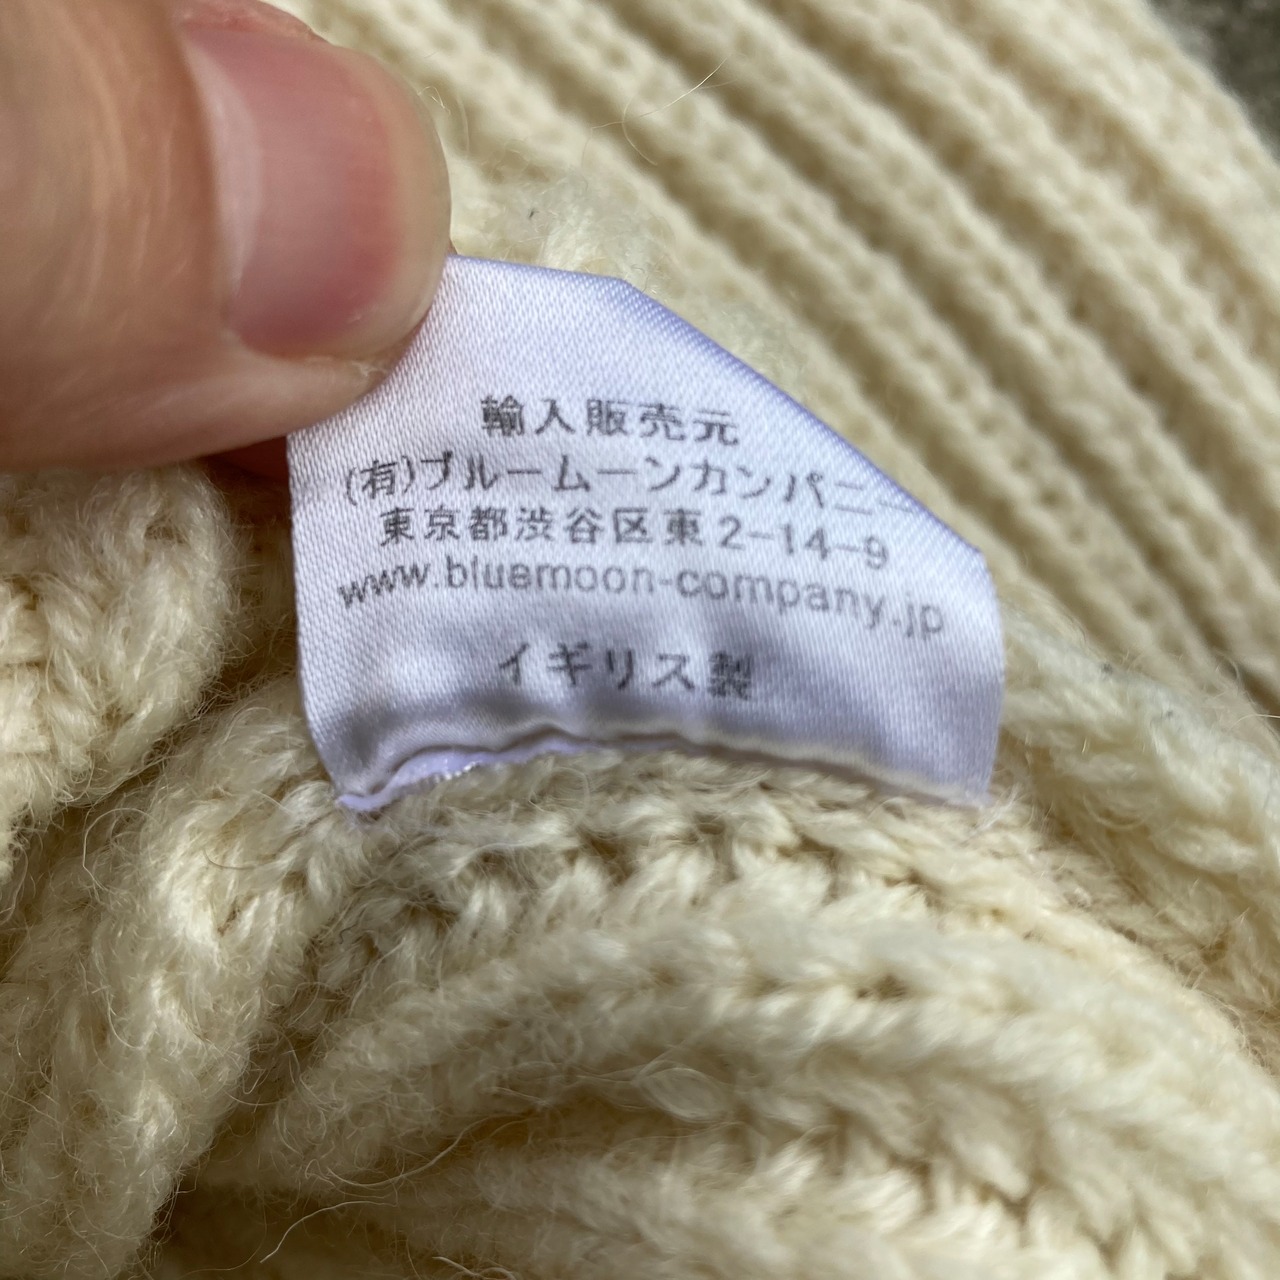 輸入販売元
(有)ブルームーンカンパニー
東京都渋谷区東2-14-9
www.bluemoon-company.jp
イギリス製